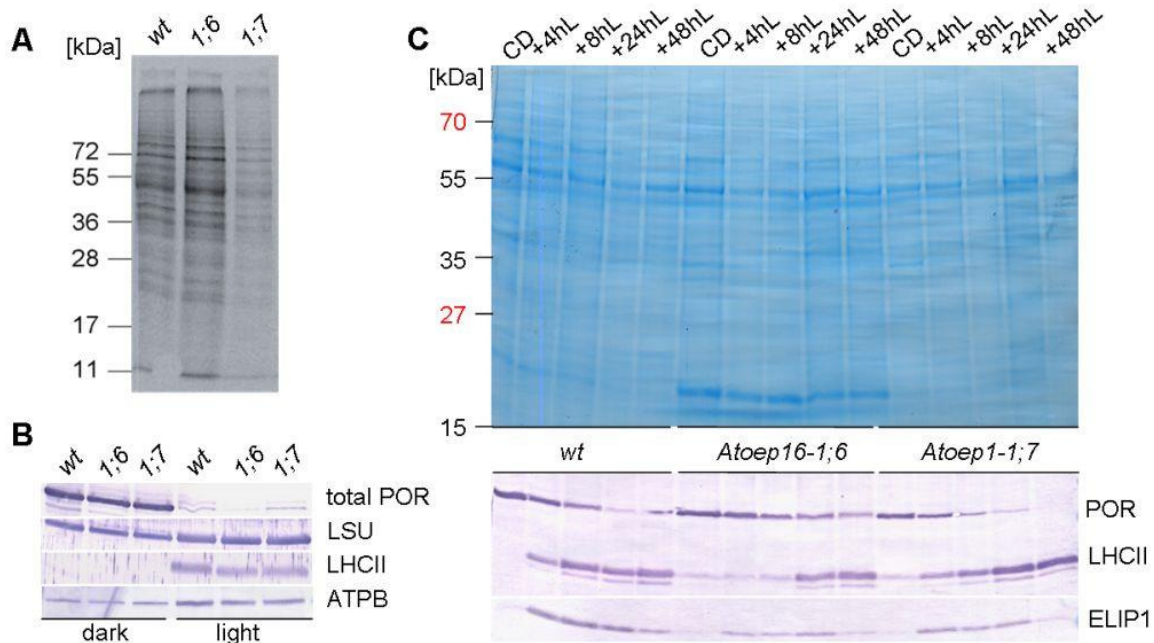 A
[kDa]
wt 1;6 1;7
72
55
36
28
17
11
B
wt 1;6 1;7 wt 1;6 1;7
total POR
LSU
LHCII
ATPB
dark light
C
[kDa]
CD +4hL +8hL +24hL +48hL CD +4hL +8hL +24hL +48hL CD +4hL +8hL +24hL +48hL
70
55
35
27
15
wt Atoep16-1;6 Atoep1-1;7
POR
LHCII
ELIP1